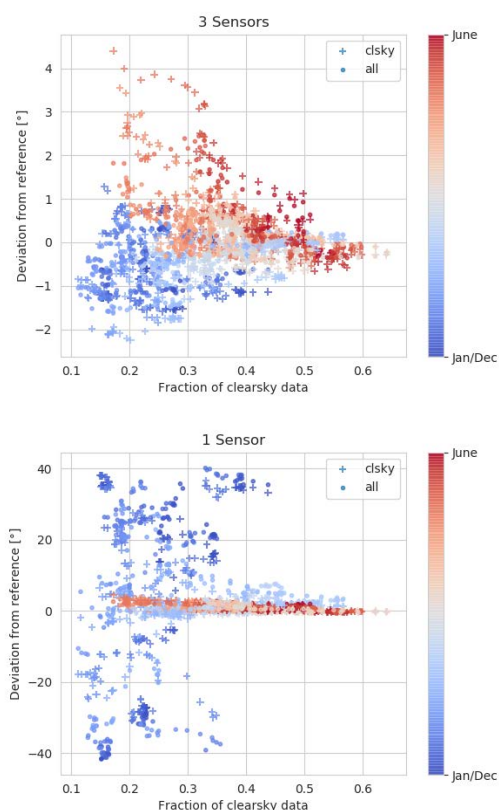 3 Sensors
June
clsky
all
4
3
2
1
0
−1
−2
Deviation from reference [°]
0.1 0.2 0.3 0.4 0.5 0.6
Fraction of clearsky data
Jan/Dec
1 Sensor
June
clsky
all
40
20
0
−20
−40
Deviation from reference [°]
0.1 0.2 0.3 0.4 0.5 0.6
Fraction of clearsky data
Jan/Dec